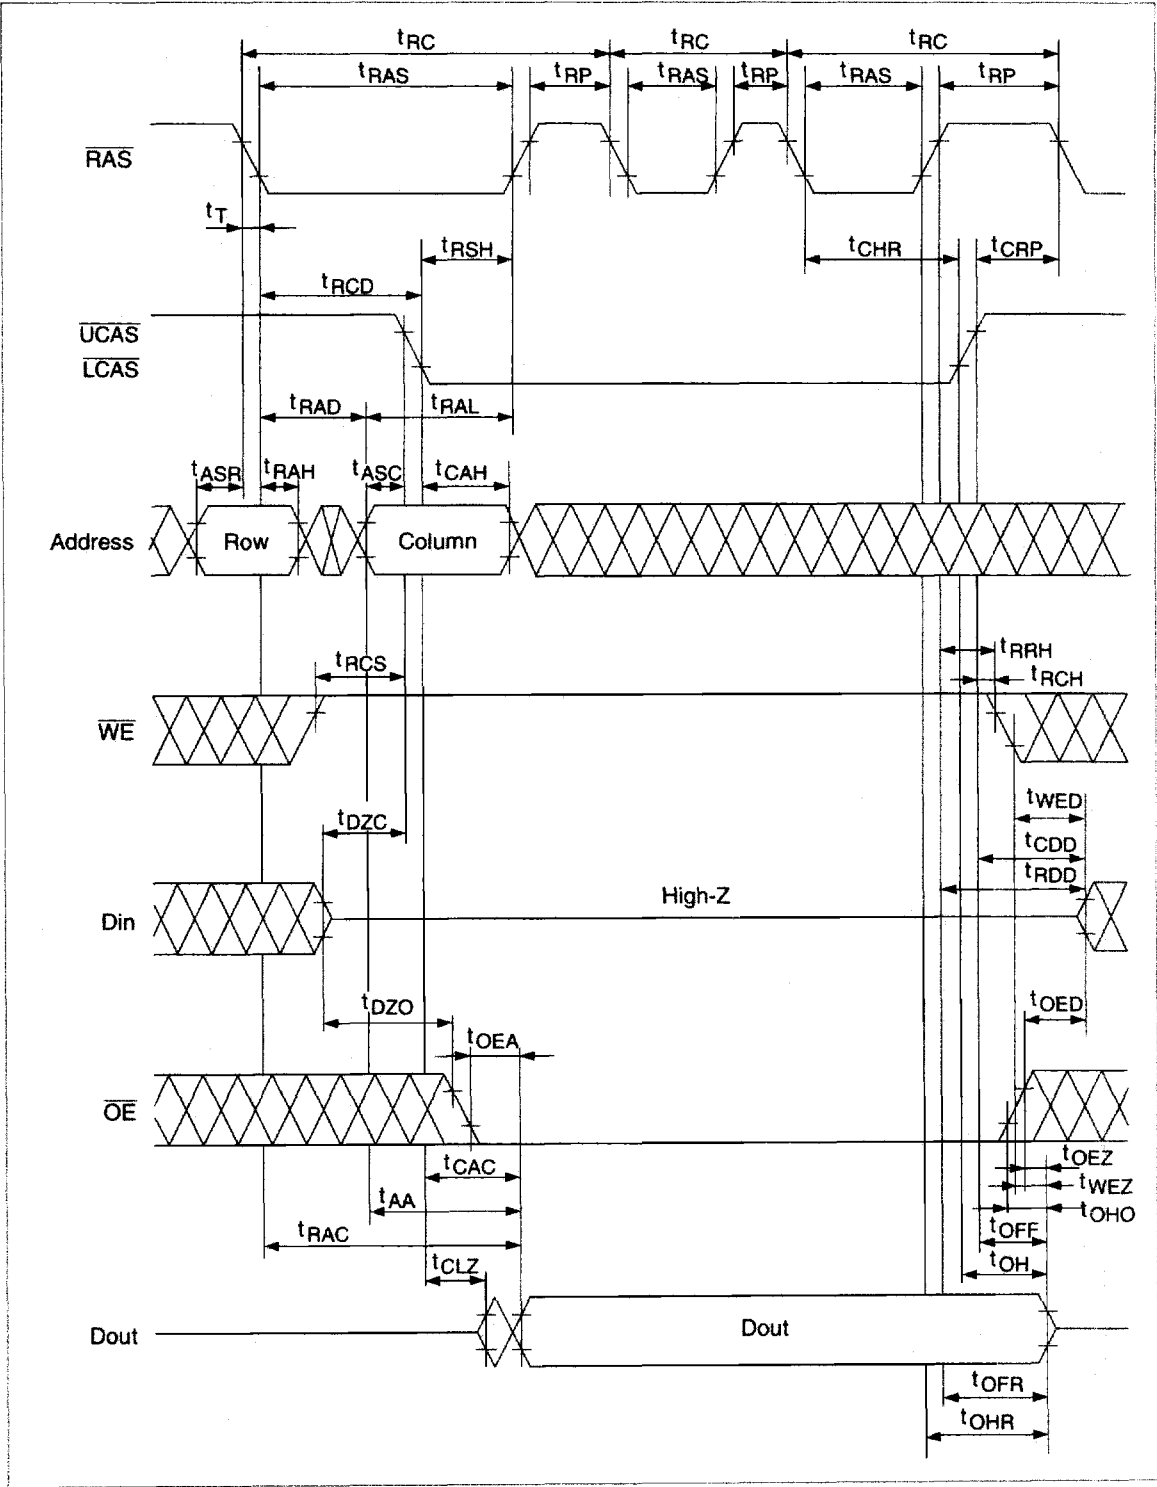 tRC tRC tRC
tRAS tRP tRAS tRP tRAS tRP
RAS
tT
tRSH tCHR tCRP
tRCD
UCAS
LCAS
tRAD tRAL
tASR tRAH tASC tCAH
Address Row Column
tRRH
tRCS
tRCH
WE
tWED
tDZC
tCDD
tRDD
High-Z
Din
tDZO
tOED
tOEA
OE
tOEZ
tCAC
tWEZ
tAA
tOHO
tRAC
tOFF
tCLZ
tOH
Dout Dout
tOFR
tOHR